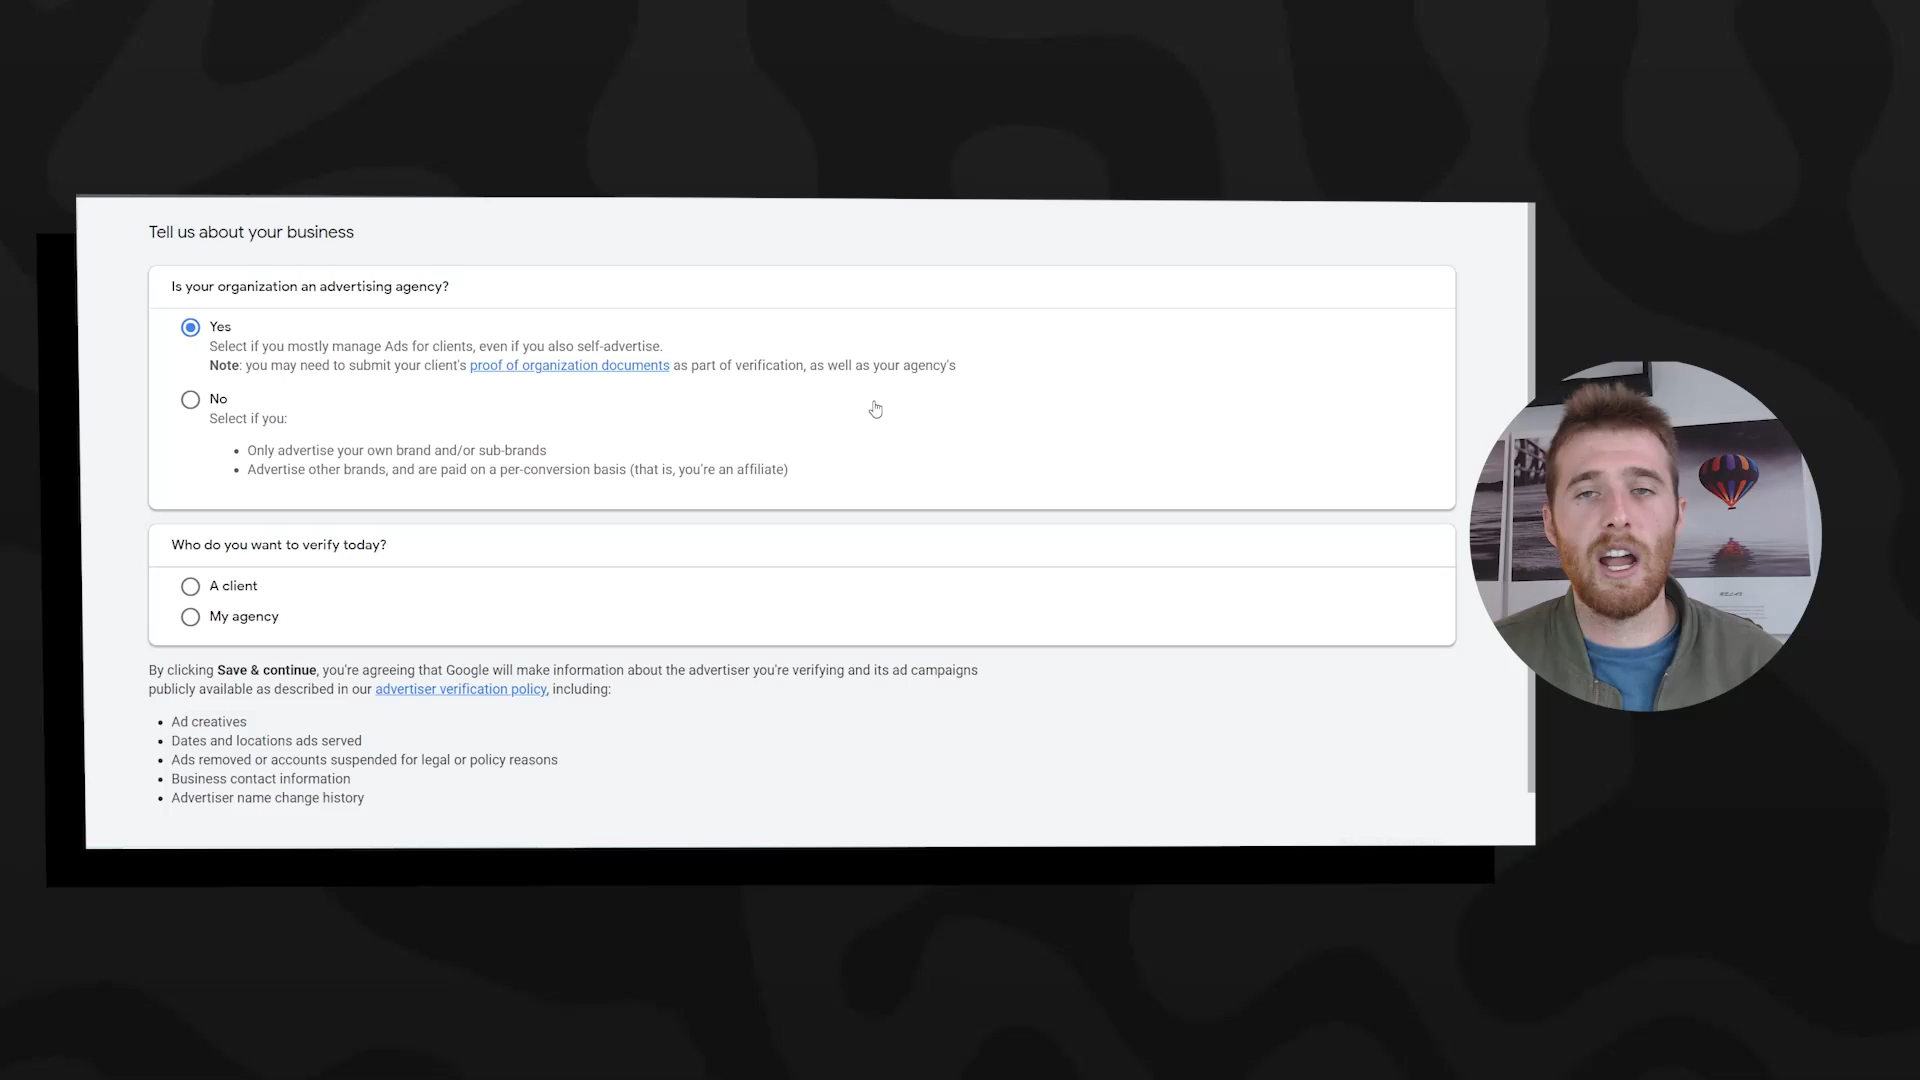 Tell us about your business
Is your organization an advertising agency?
Yes
Select if you mostly manage Ads for clients, even if you also self-advertise.
Note: you may need to submit your client's proof of organization documents as part of verification, as well as your agency's
No
Select if you:
• Only advertise your own brand and/or sub-brands
• Advertise other brands, and are paid on a per-conversion basis (that is, you're an affiliate)
Who do you want to verify today?
A client
My agency
By clicking Save & continue, you're agreeing that Google will make information about the advertiser you're verifying and its ad campaigns
publicly available as described in our advertiser verification policy, including:
• Ad creatives
• Dates and locations ads served
• Ads removed or accounts suspended for legal or policy reasons
• Business contact information
• Advertiser name change history